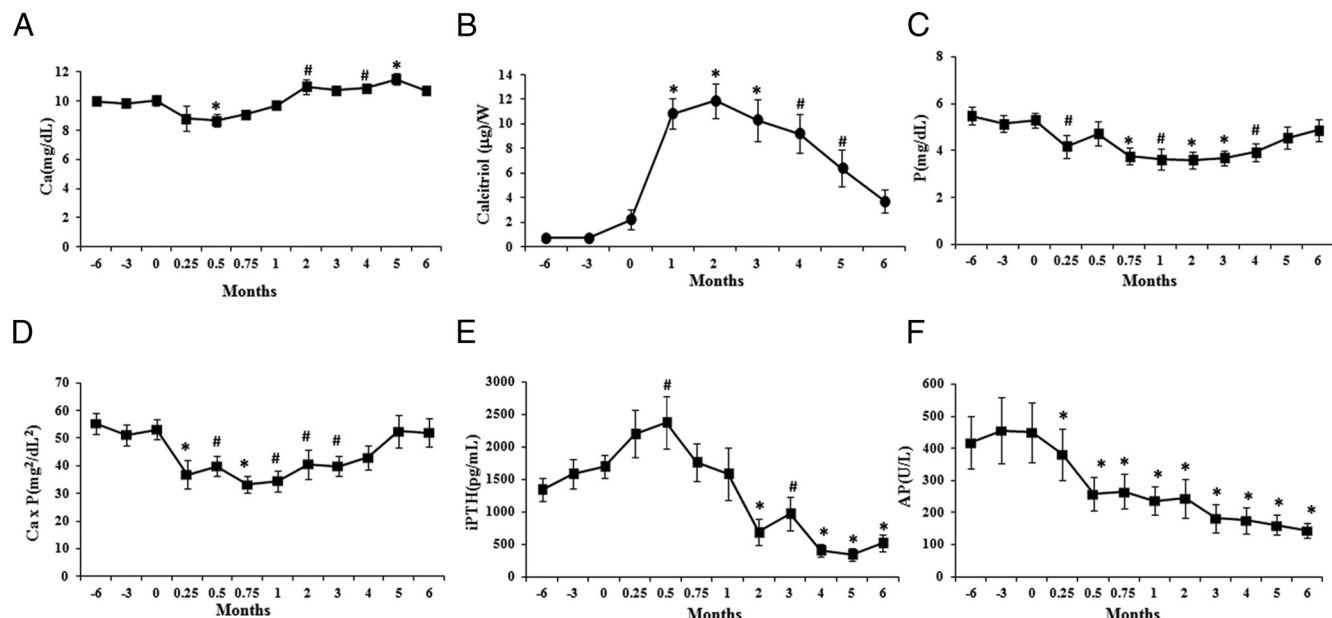 A
Ca(mg/dL)
12
10
8
6
4
2
0
* # # *
-6 -3 0 0.25 0.5 0.75 1 2 3 4 5 6
Months
B
Calcitriol (μg)/W
14
12
10
8
6
4
2
0
* * * # #
-6 -3 0 1 2 3 4 5 6
Months
C
P(mg/dL)
8
6
4
2
0
# * # * * #
-6 -3 0 0.25 0.5 0.75 1 2 3 4 5 6
Months
D
Ca x P(mg²/dL²)
70
60
50
40
30
20
10
0
* # * # # #
-6 -3 0 0.25 0.5 0.75 1 2 3 4 5 6
Months
E
iPTH(pg/mL)
3000
2500
2000
1500
1000
500
0
# * # * * *
-6 -3 0 0.25 0.5 0.75 1 2 3 4 5 6
Months
F
AP(U/L)
600
500
400
300
200
100
0
* * * * * * * * *
-6 -3 0 0.25 0.5 0.75 1 2 3 4 5 6
Months